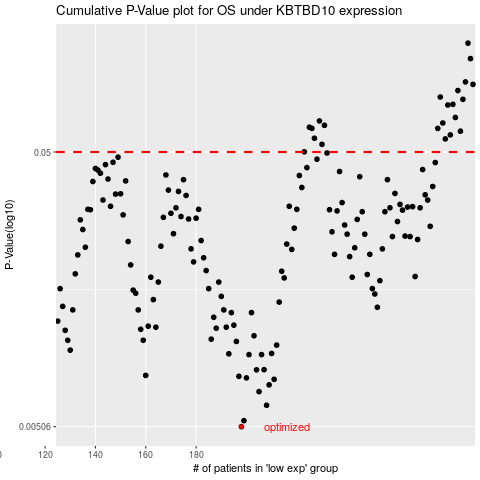 Cumulative P-Value plot for OS under KBTBD10 expression
P-Value(log10)
0.05
0.00506
optimized
0
120
140
160
180
# of patients in 'low exp' group